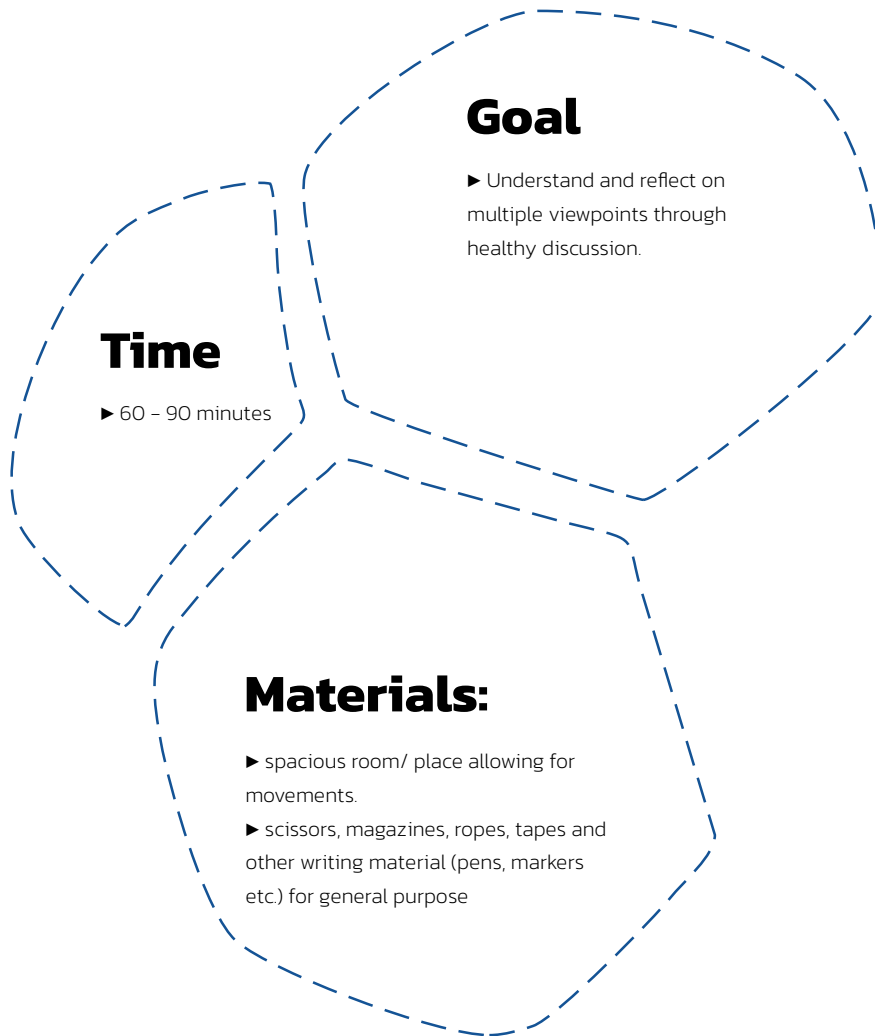 Goal
► Understand and reflect on
multiple viewpoints through
healthy discussion.
Time
► 60 – 90 minutes
Materials:
► spacious room/ place allowing for
movements.
► scissors, magazines, ropes, tapes and
other writing material (pens, markers
etc.) for general purpose